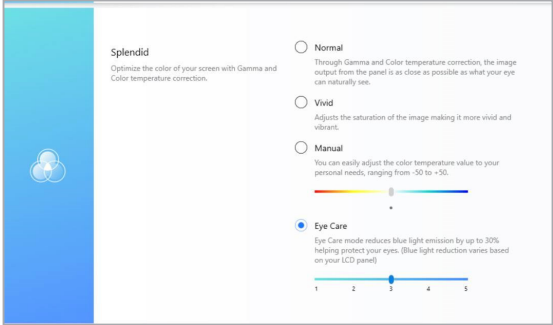 Splendid
Optimize the color of your screen with Gamma and
Color temperature correction.
Normal
Through Gamma and Color temperature correction, the image
output from the panel is as close as possible as what your eye
can naturally see.
Vivid
Adjusts the saturation of the image making it more vivid and
vibrant.
Manual
You can easily adjust the color temperature value to your
personal needs, ranging from -50 to +50.
Eye Care
Eye Care mode reduces blue light emission by up to 30%
helping protect your eyes. (Blue light reduction varies based
on your LCD panel)
1 2 3 4 5